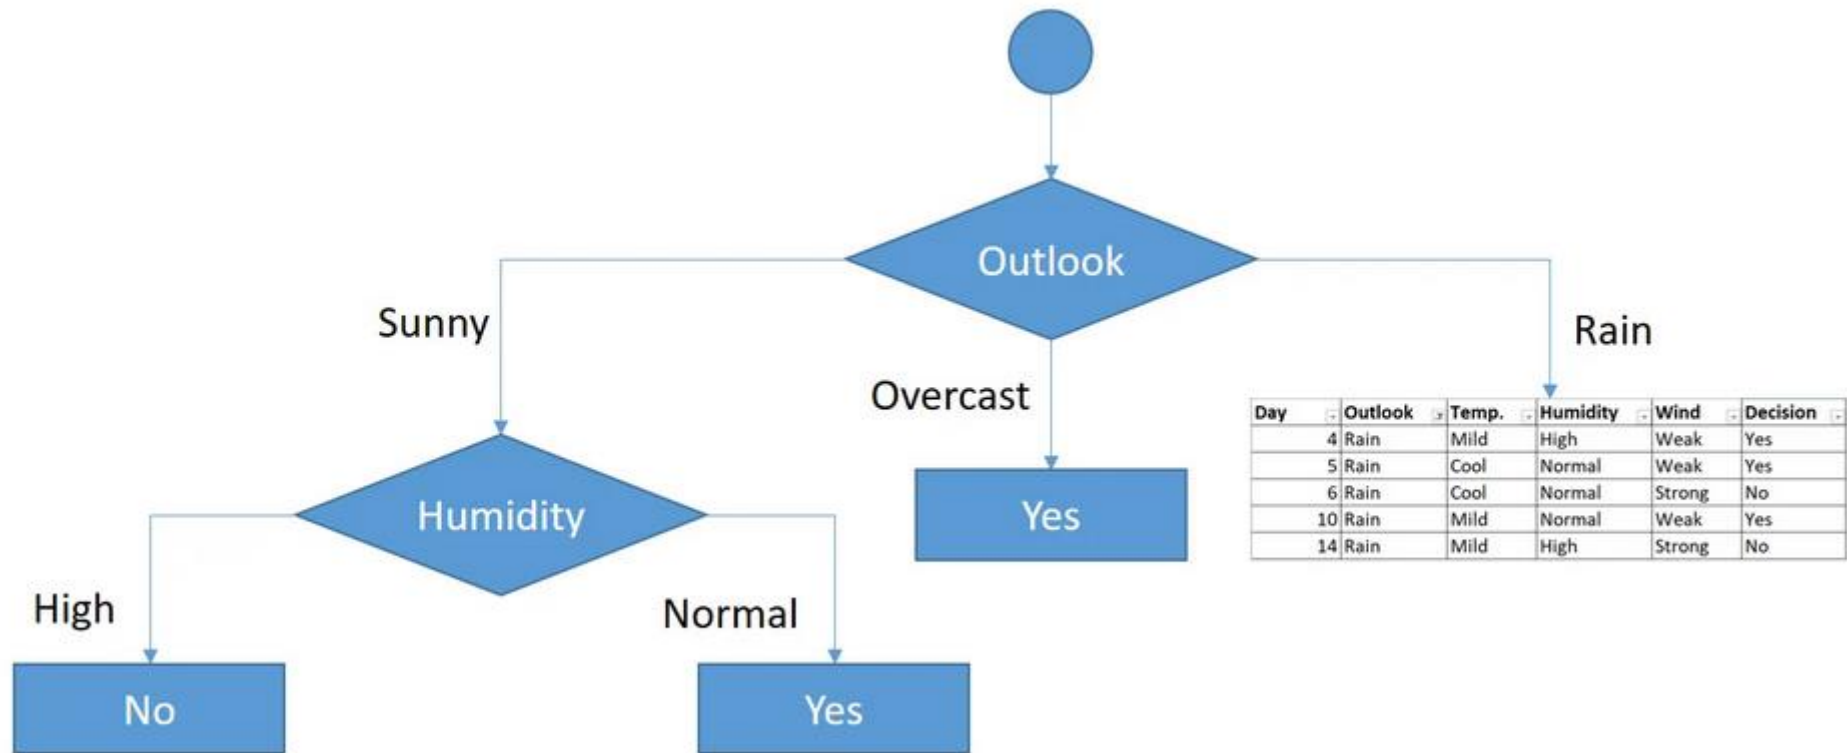 Outlook
Sunny
Rain
Overcast
Day Outlook Temp. Humidity Wind Decision
4 Rain Mild High Weak Yes
5 Rain Cool Normal Weak Yes
6 Rain Cool Normal Strong No
10 Rain Mild Normal Weak Yes
14 Rain Mild High Strong No
Yes
Humidity
High
Normal
No
Yes